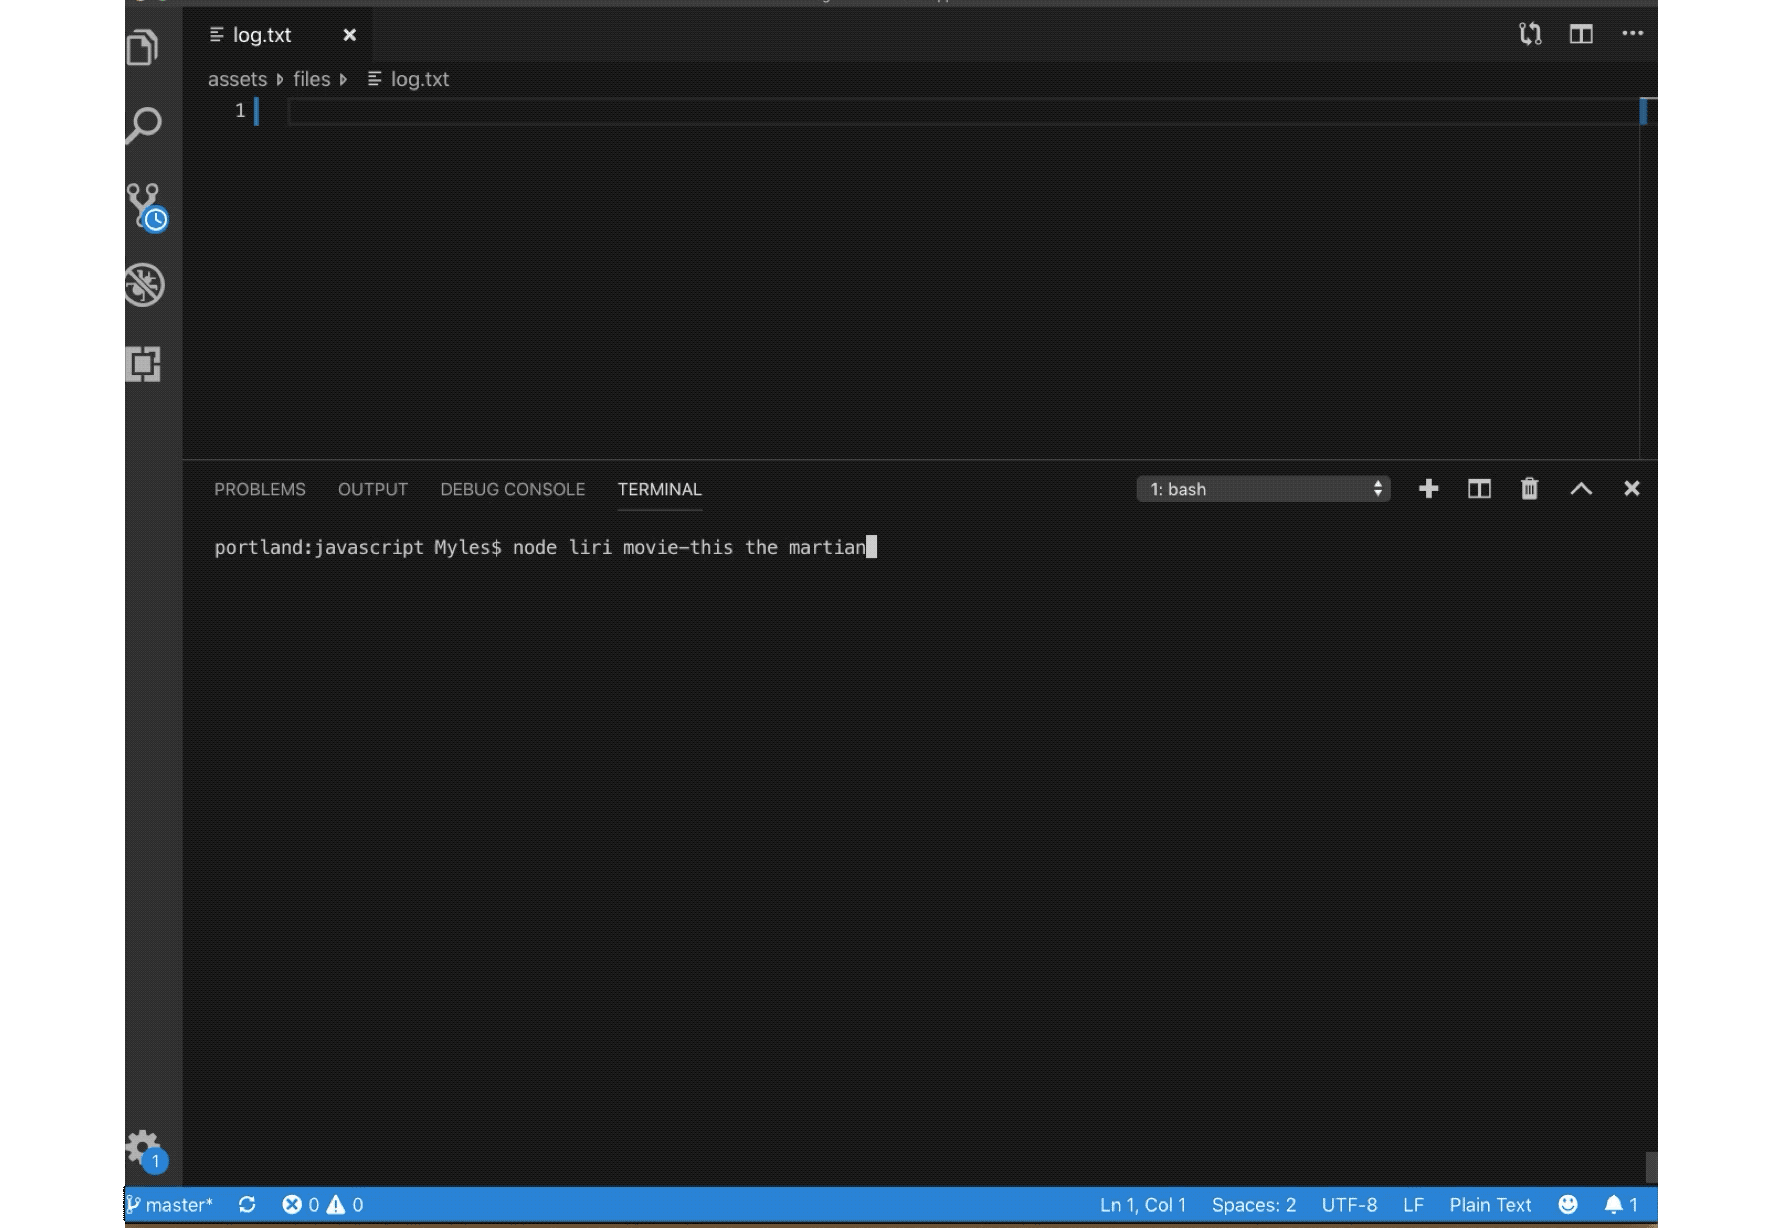 log.txt
assets files log.txt
1
PROBLEMS OUTPUT DEBUG CONSOLE TERMINAL 1: bash
portland:javascript Myles$ node liri movie-this the martian
1
master* 0 0 Ln 1, Col 1 Spaces: 2 UTF-8 LF Plain Text 1